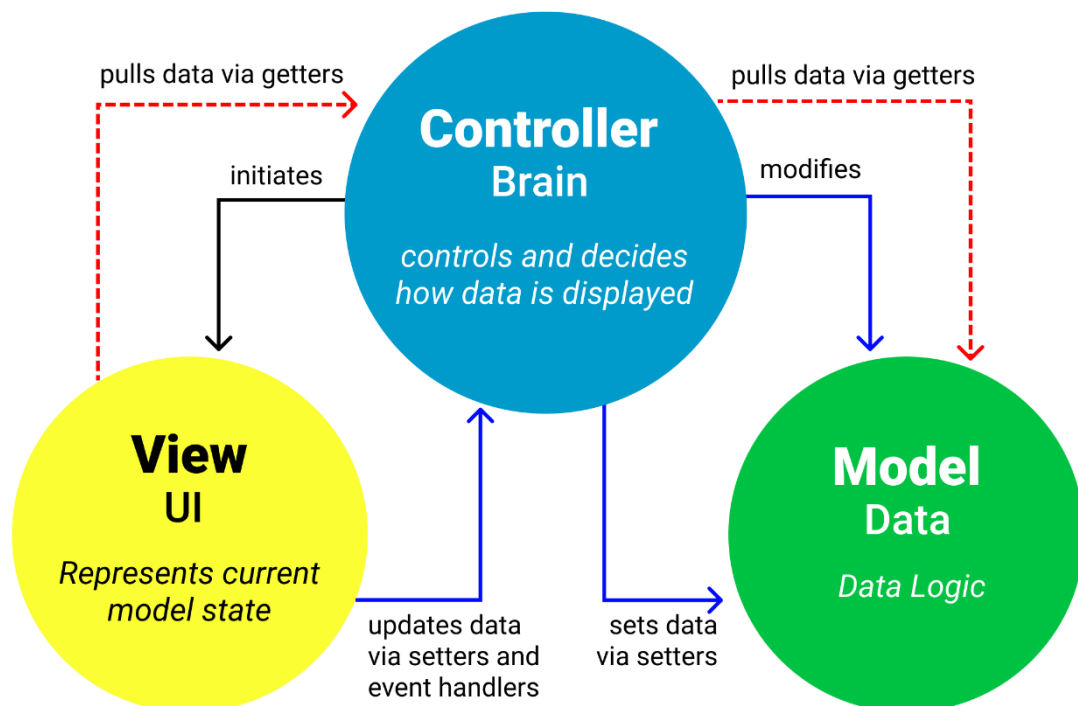 pulls data via getters
pulls data via getters
Controller
Brain
initiates
modifies
controls and decides
how data is displayed
View
UI
Represents current
model state
Model
Data
Data Logic
updates data
via setters and
event handlers
sets data
via setters